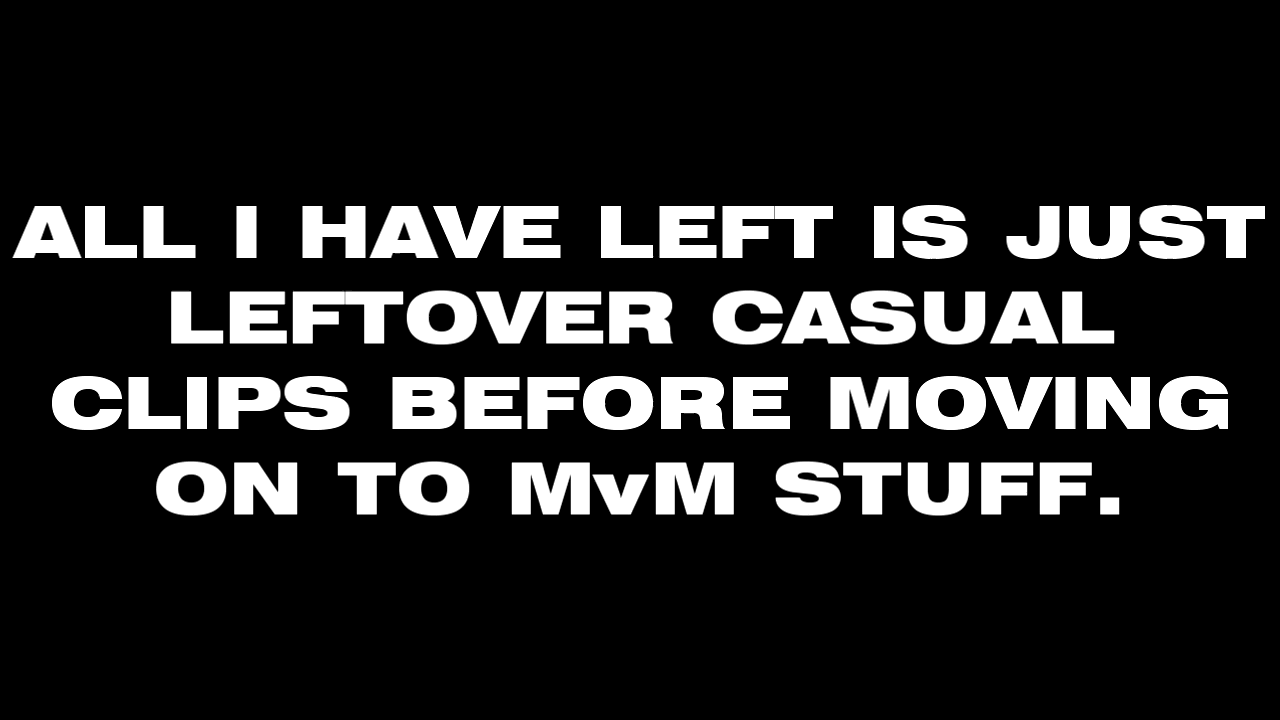 ALL I HAVE LEFT IS JUST
LEFTOVER CASUAL
CLIPS BEFORE MOVING
ON TO MvM STUFF.